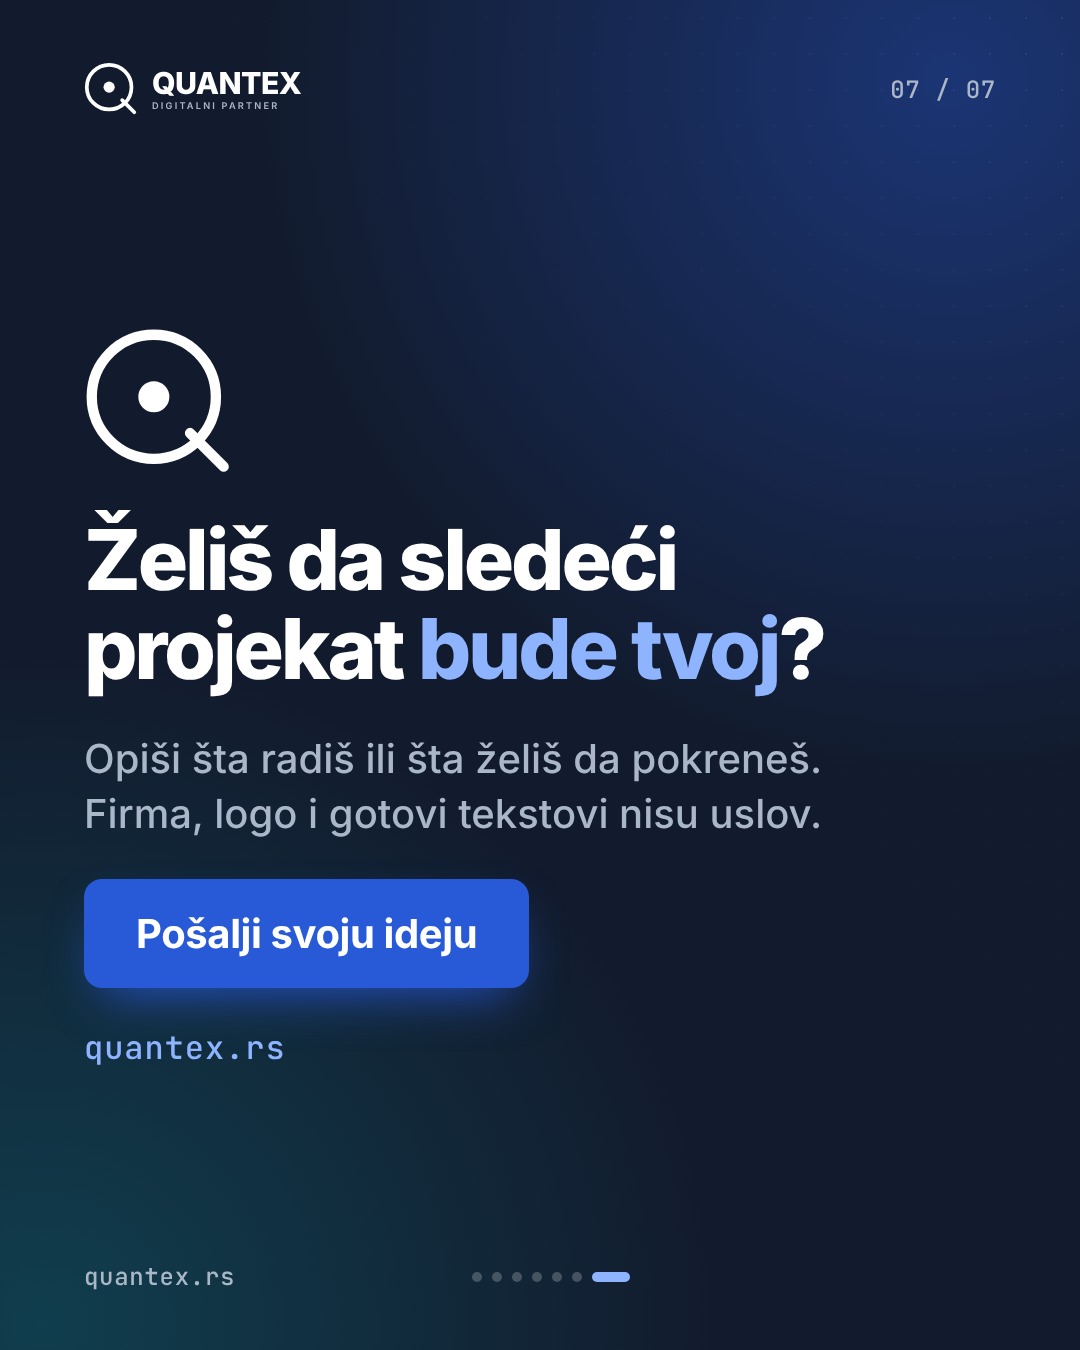 QUANTEX
DIGITALNI PARTNER
07 / 07
Želiš da sledeći
projekat bude tvoj?
Opiši šta radiš ili šta želiš da pokreneš.
Firma, logo i gotovi tekstovi nisu uslov.
Pošalji svoju ideju
quantex.rs
quantex.rs